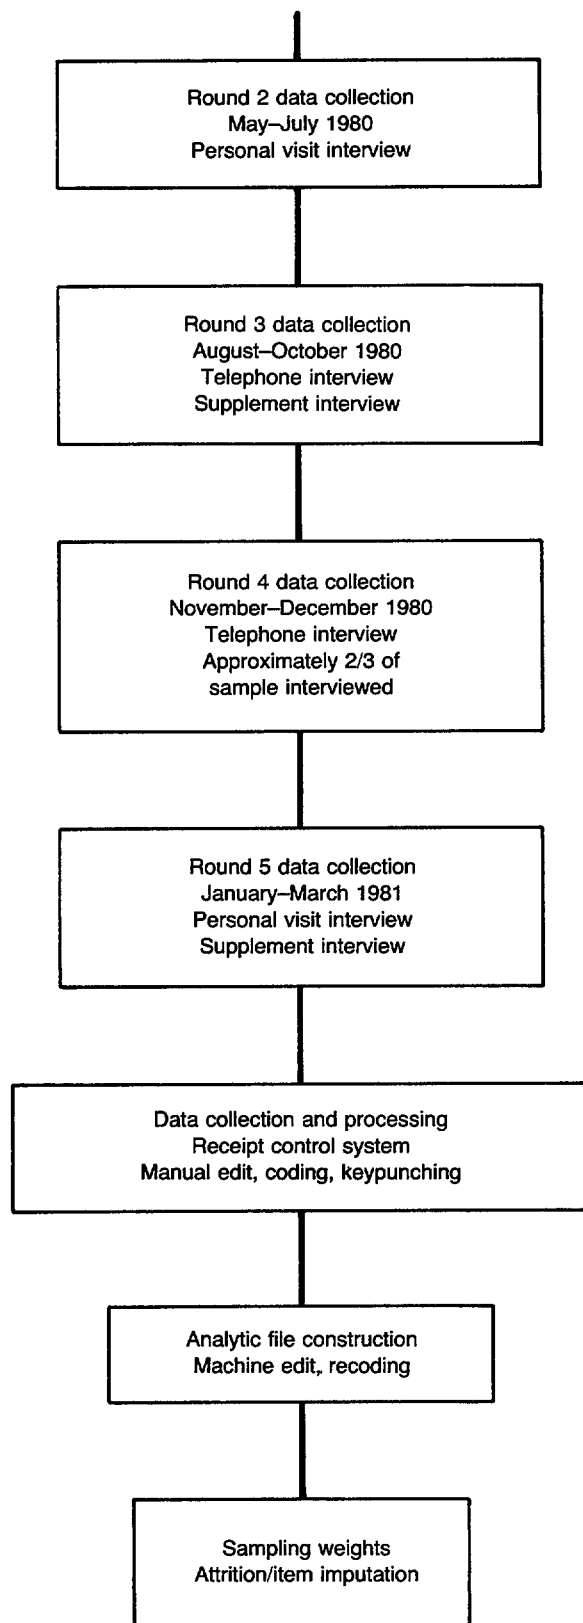 Round 2 data collection
May–July 1980
Personal visit interview
Round 3 data collection
August–October 1980
Telephone interview
Supplement interview
Round 4 data collection
November–December 1980
Telephone interview
Approximately 2/3 of
sample interviewed
Round 5 data collection
January–March 1981
Personal visit interview
Supplement interview
Data collection and processing
Receipt control system
Manual edit, coding, keypunching
Analytic file construction
Machine edit, recoding
Sampling weights
Attrition/item imputation